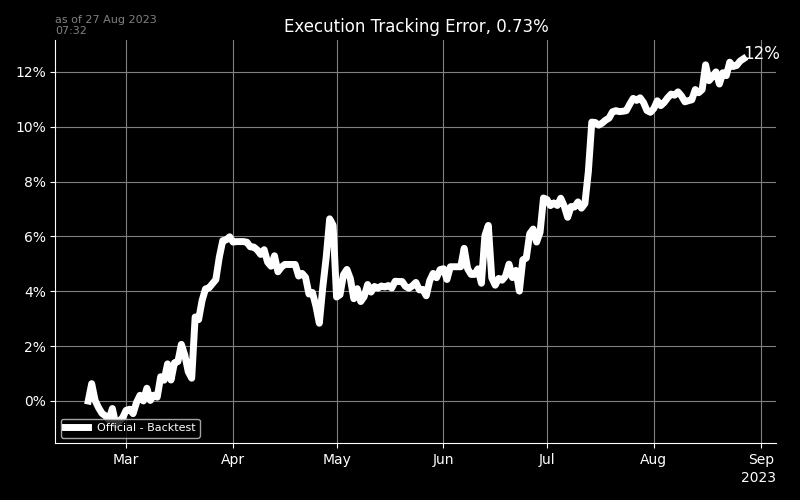 as of 27 Aug 2023
07:32
Execution Tracking Error, 0.73%
12%
12%
10%
8%
6%
4%
2%
0%
Official - Backtest
Mar
Apr
May
Jun
Jul
Aug
Sep
2023